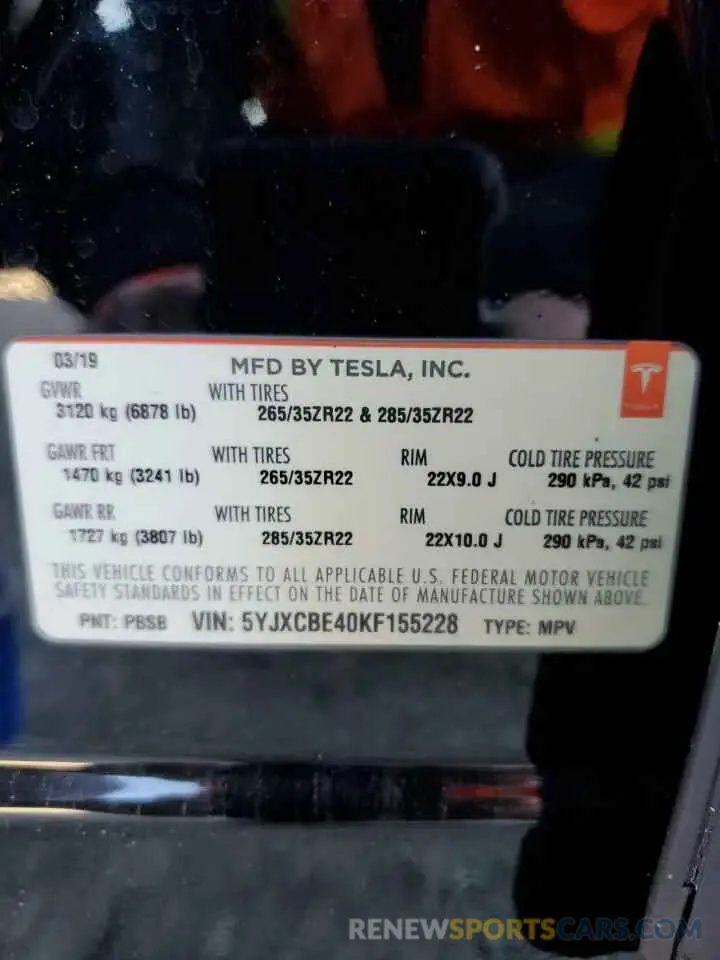 03/19 MFD BY TESLA, INC.
GVWR WITH TIRES
3120 kg (6878 lb) 265/35ZR22 & 285/35ZR22
GAWR FRT WITH TIRES RIM COLD TIRE PRESSURE
1470 kg (3241 lb) 265/35ZR22 22X9.0 J 290 kPa, 42 psi
GAWR RR WITH TIRES RIM COLD TIRE PRESSURE
1727 kg (3807 lb) 285/35ZR22 22X10.0 J 290 kPa, 42 psi
THIS VEHICLE CONFORMS TO ALL APPLICABLE U.S. FEDERAL MOTOR VEHICLE
SAFETY STANDARDS IN EFFECT ON THE DATE OF MANUFACTURE SHOWN ABOVE.
PNT: PBSB VIN: 5YJXCBE40KF155228 TYPE: MPV
RENEWSPORTSCARS.COM